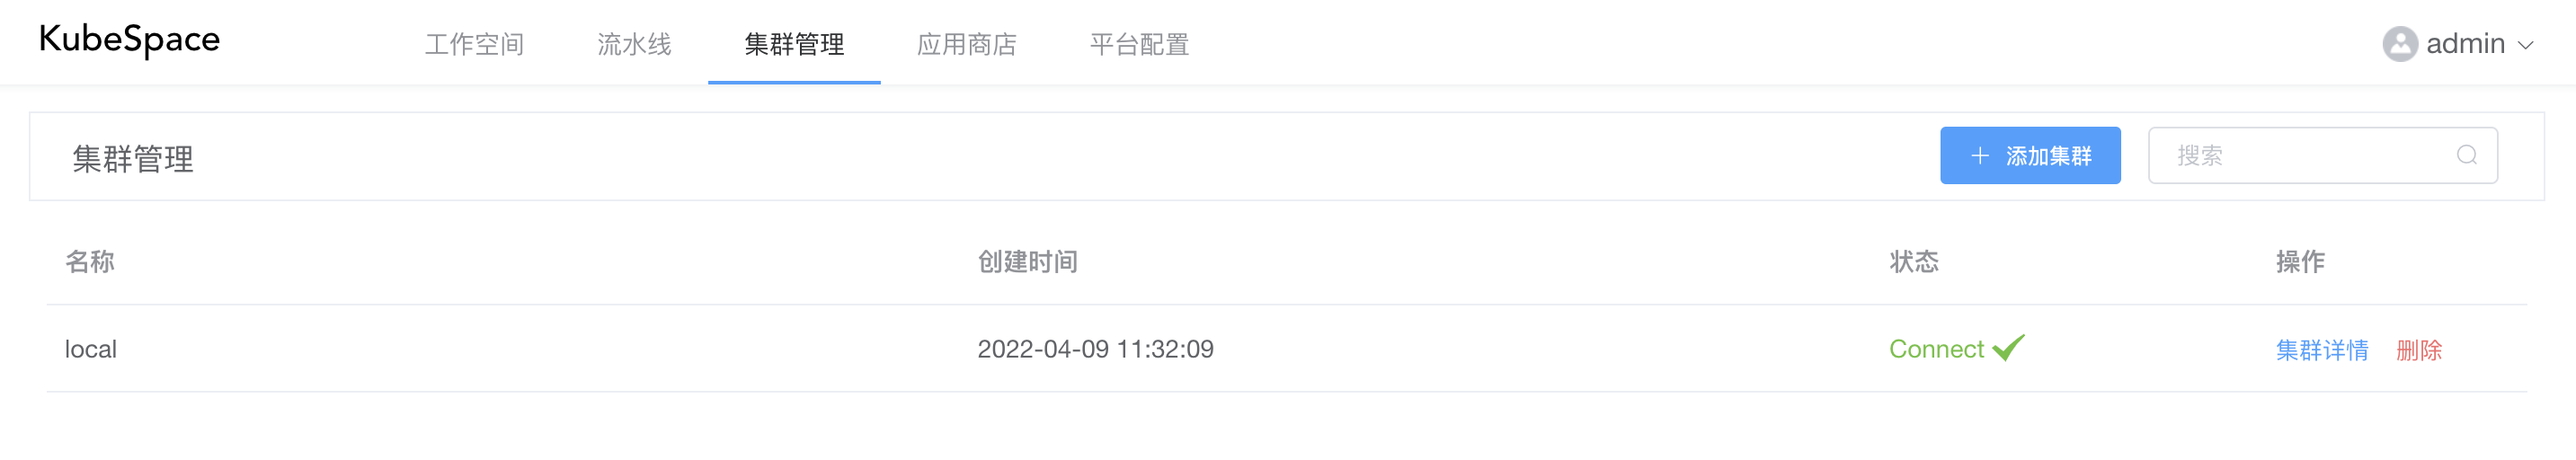 KubeSpace 工作空间 流水线 集群管理 应用商店 平台配置 admin
集群管理 添加集群 搜索
名称 创建时间 状态 操作
local 2022-04-09 11:32:09 Connect 集群详情 删除